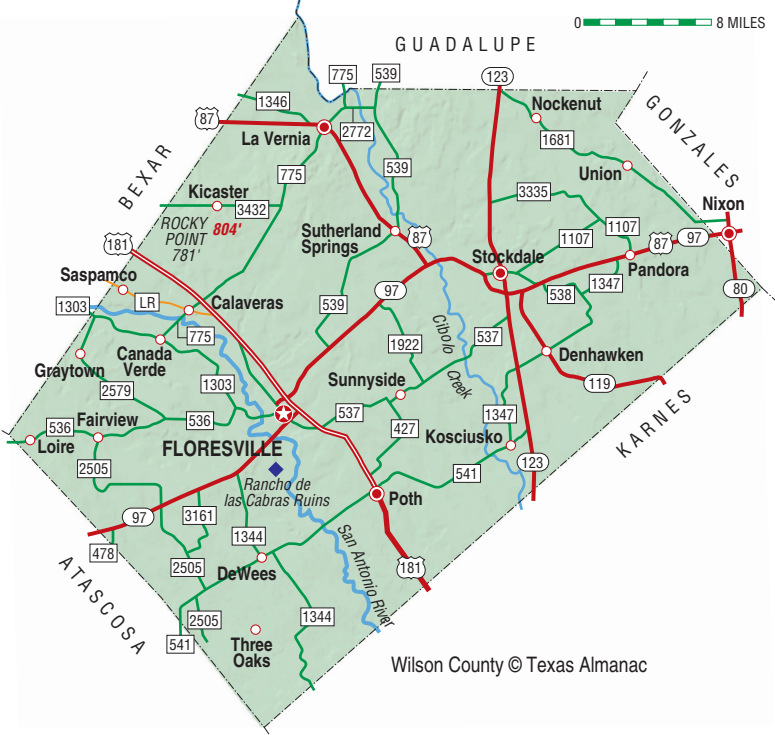 0 8 MILES
GUADALUPE
775
539
123
1346
87
La Vernia
2772
Nockenut
1681
GONZALES
BEXAR
775
539
Union
Kicaster
3432
ROCKY
POINT 804'
781'
3335
Nixon
1107
1107
181
Sutherland
Springs
87
Stockdale
87
97
Pandora
Saspamco
LR
Calaveras
97
538
1347
80
1303
539
Cibolo
Creek
775
1922
537
Canada
Verde
Graytown
Denhawken
2579
1303
Sunnyside
119
536
Fairview
536
537
1347
KARNES
Loire
FLORESVILLE
427
Kosciusko
2505
Rancho de
las Cabras Ruins
541
123
Poth
97
3161
478
1344
San Antonio River
ATASCOSA
2505
DeWees
181
2505
1344
541
Three
Oaks
Wilson County © Texas Almanac